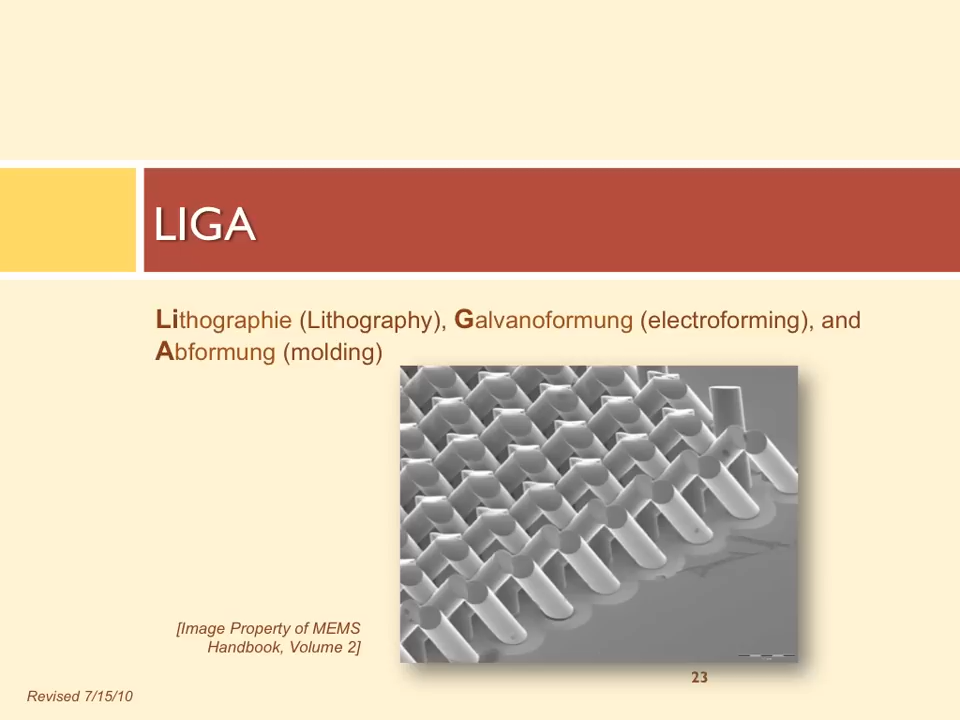 LIGA
Lithographie (Lithography), Galvanoformung (electroforming), and
Abformung (molding)
[Image Property of MEMS
Handbook, Volume 2]
23
Revised 7/15/10